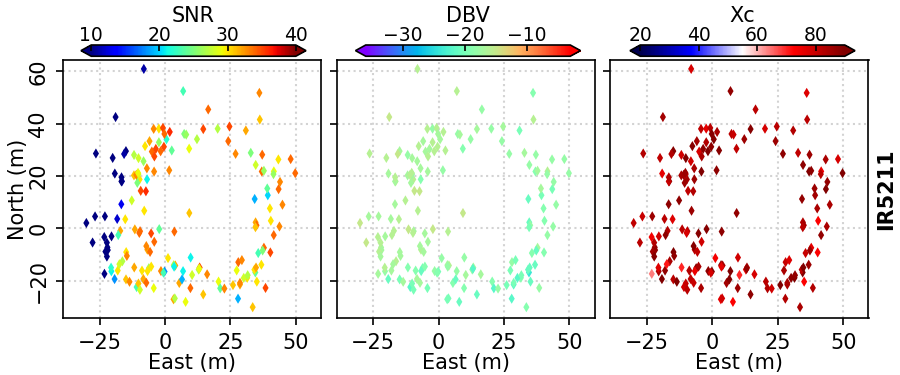 SNR DBV Xc
10 20 30 40 −30 −20 −10 20 40 60 80
60
40
20
0
−20
North (m)
IR5211
−25 0 25 50 −25 0 25 50 −25 0 25 50
East (m) East (m) East (m)